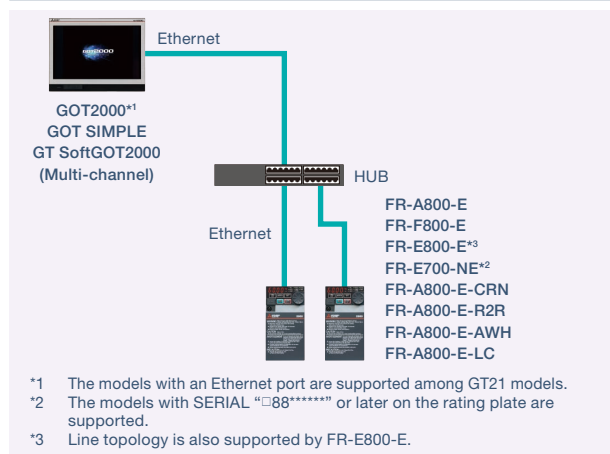 Ethernet
GOT2000*1
GOT SIMPLE
GT SoftGOT2000
(Multi-channel)
HUB
Ethernet
FR-A800-E
FR-F800-E
FR-E800-E*3
FR-E700-NE*2
FR-A800-E-CRN
FR-A800-E-R2R
FR-A800-E-AWH
FR-A800-E-LC
*1 The models with an Ethernet port are supported among GT21 models.
*2 The models with SERIAL “□88******” or later on the rating plate are
supported.
*3 Line topology is also supported by FR-E800-E.